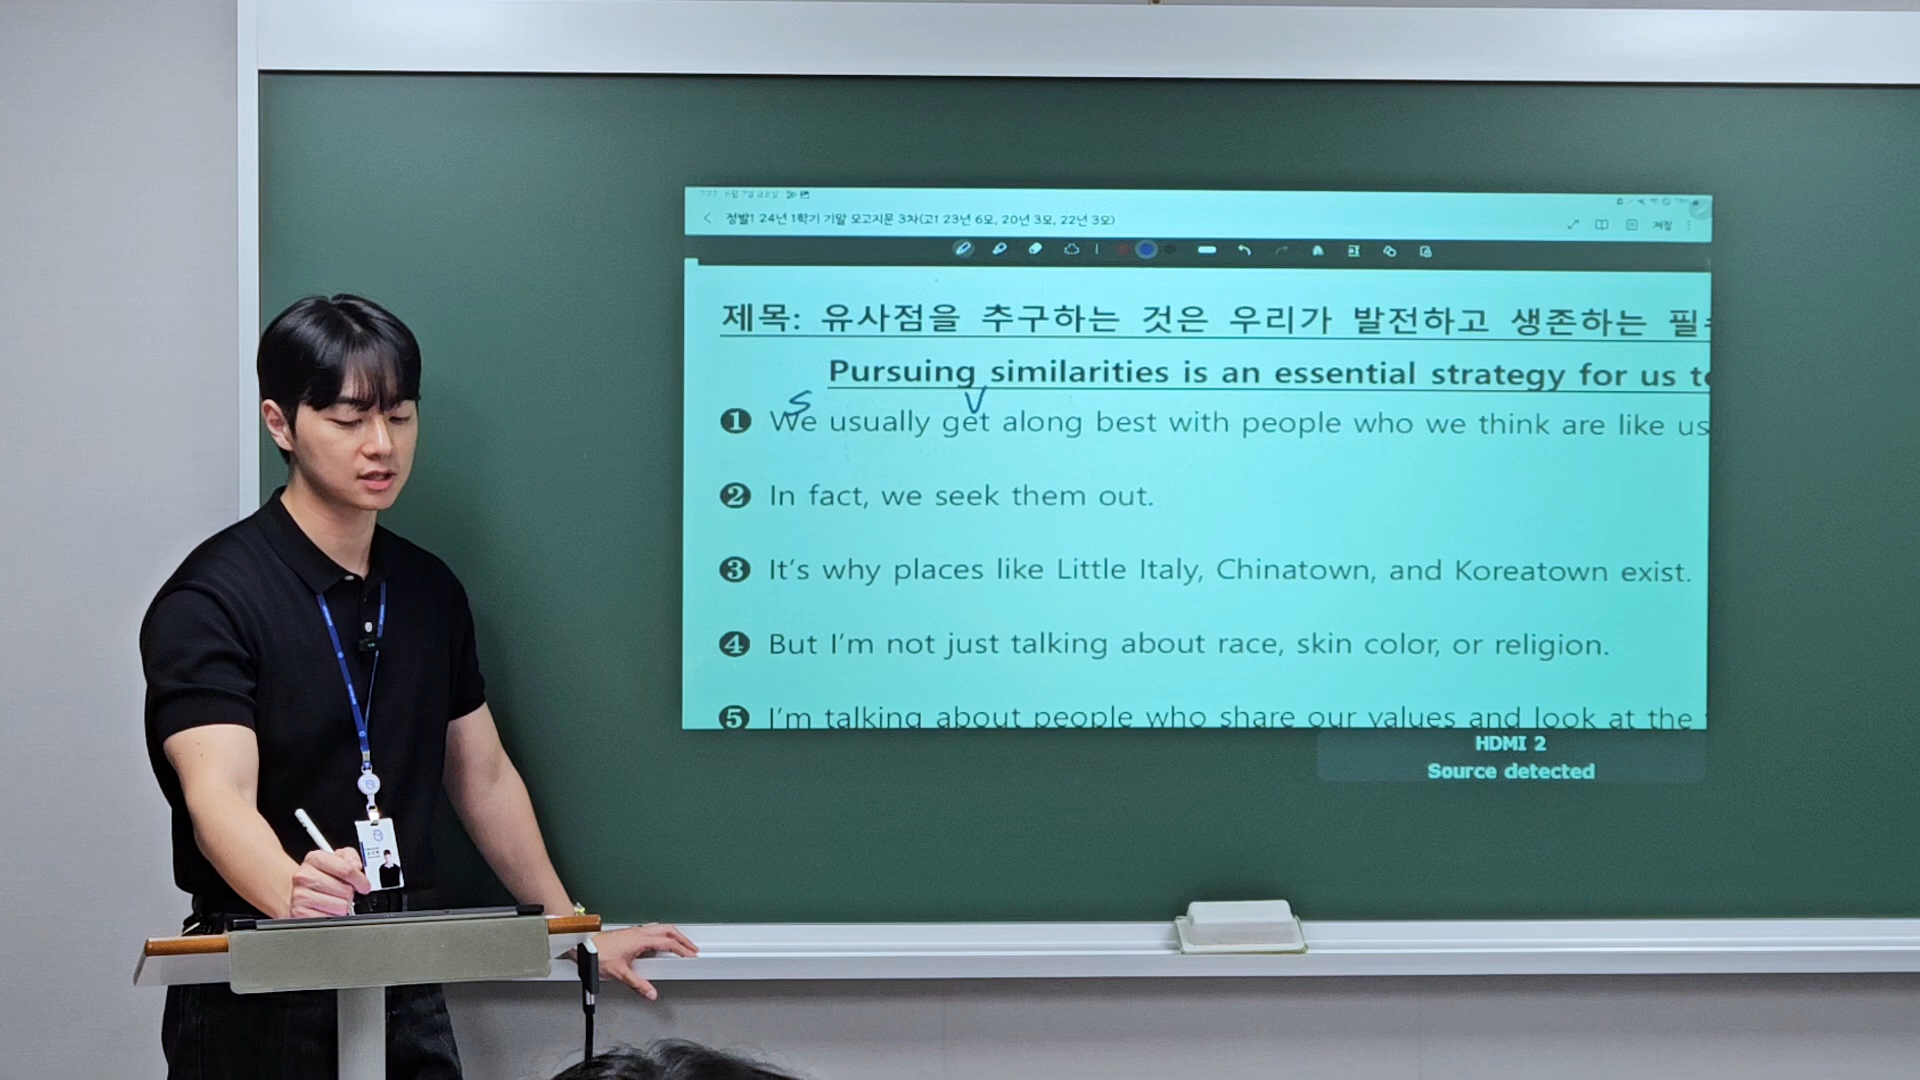 정발1 24년 1학기 기말 모고지문 3차(고1 23년 6모, 20년 3모, 22년 3모)
저장
제목: 유사점을 추구하는 것은 우리가 발전하고 생존하는
Pursuing similarities is an essential strategy for us
S V
❶ We usually get along best with people who we think are like us
❷ In fact, we seek them out.
❸ It's why places like Little Italy, Chinatown, and Koreatown exist.
❹ But I'm not just talking about race, skin color, or religion.
❺ I'm talking about people who share our values and look at the
HDMI 2
Source detected